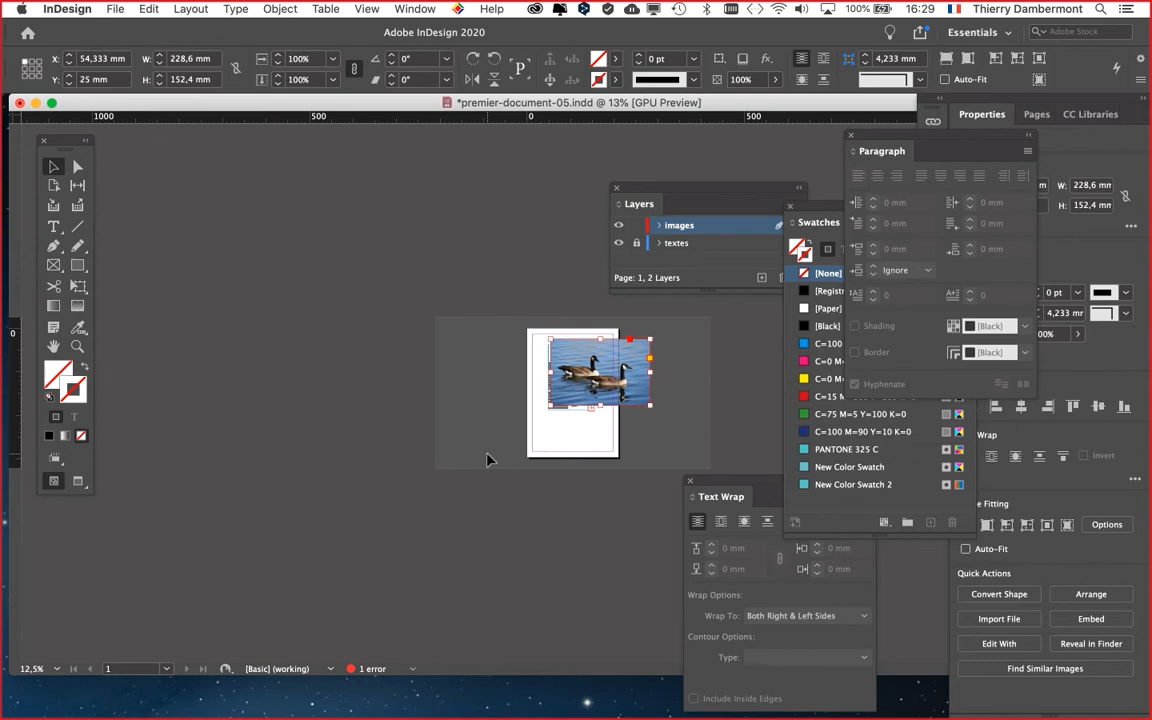 InDesign File Edit Layout Type Object Table View Window Help 100% 16:29 Thierry Dambermont
Adobe InDesign 2020 Essentials Adobe Stock
X: 54,333 mm W: 228,6 mm 100% 0° P 0 pt fx. 4,233 mm
Y: 25 mm H: 152,4 mm 100% 0° 100% Auto-Fit
*premier-document-05.indd @ 13% [GPU Preview]
1000 500 0 500
Properties Pages CC Libraries
Paragraph
W: 228,6 mm
H: 152,4 mm
Layers
images
textes
Page: 1, 2 Layers
Swatches
[None]
[Registr
[Paper]
[Black]
C=100
C=0 M
C=0 M
C=15
C=75 M=5 Y=100 K=0
C=100 M=90 Y=10 K=0
PANTONE 325 C
New Color Swatch
New Color Swatch 2
0 mm 0 mm
0 mm 0 mm
0 mm 0 mm
Ignore
0 0
Shading [Black]
Border [Black]
Hyphenate
0 pt
4,233 mm
00%
Wrap
Invert
e Fitting
Options
Auto-Fit
Quick Actions
Convert Shape Arrange
Import File Embed
Edit With Reveal in Finder
Find Similar Images
Text Wrap
0 mm 0 mm
0 mm 0 mm
Wrap Options:
Wrap To: Both Right & Left Sides
Contour Options:
Type:
Include Inside Edges
12,5% 1 [Basic] (working) 1 error